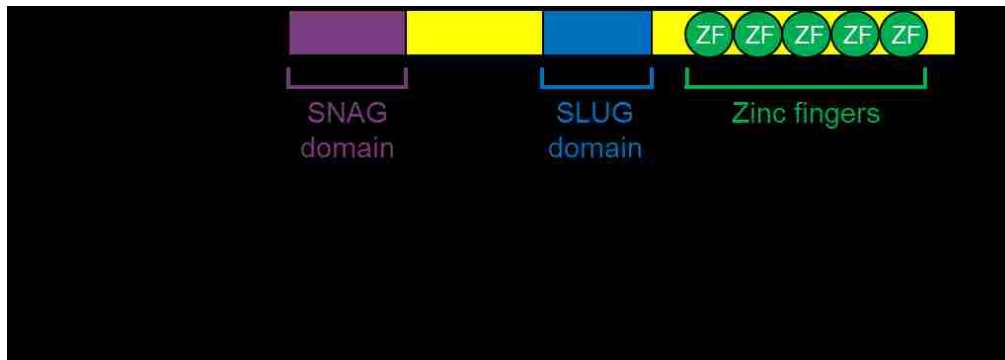 ZF ZF ZF ZF ZF
SNAG
domain
SLUG
domain
Zinc fingers